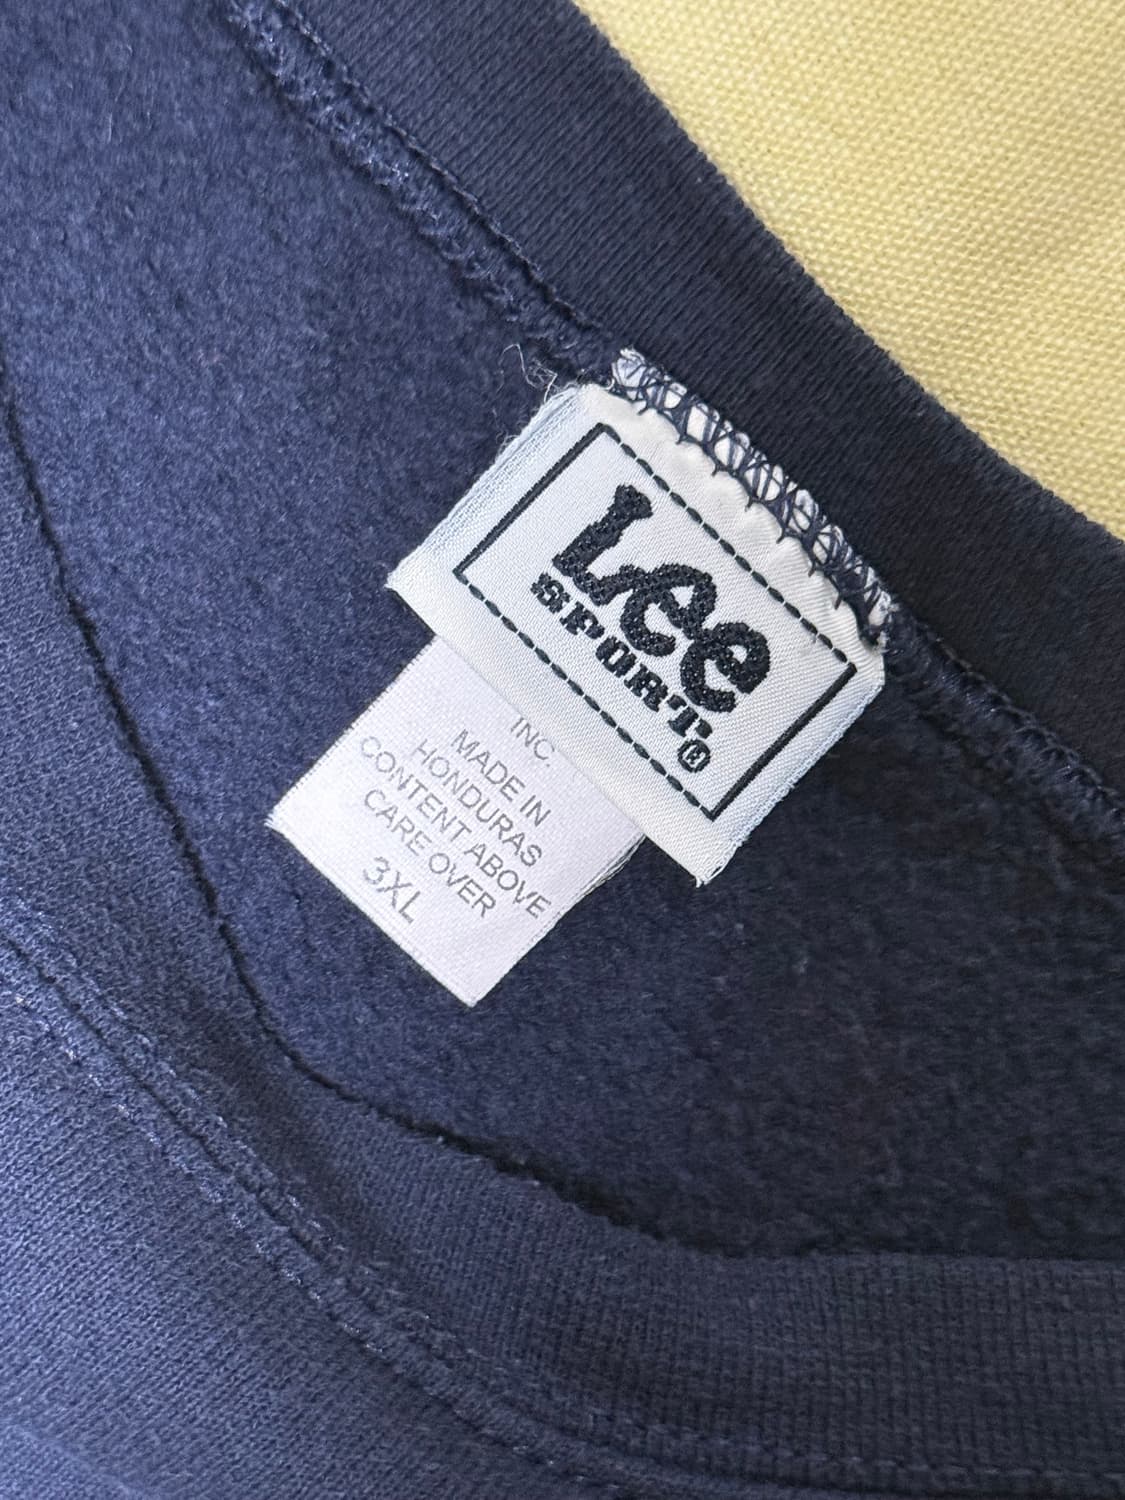 Lee
SPORT®
INC.
MADE IN
HONDURAS
CONTENT ABOVE
CARE OVER
3XL